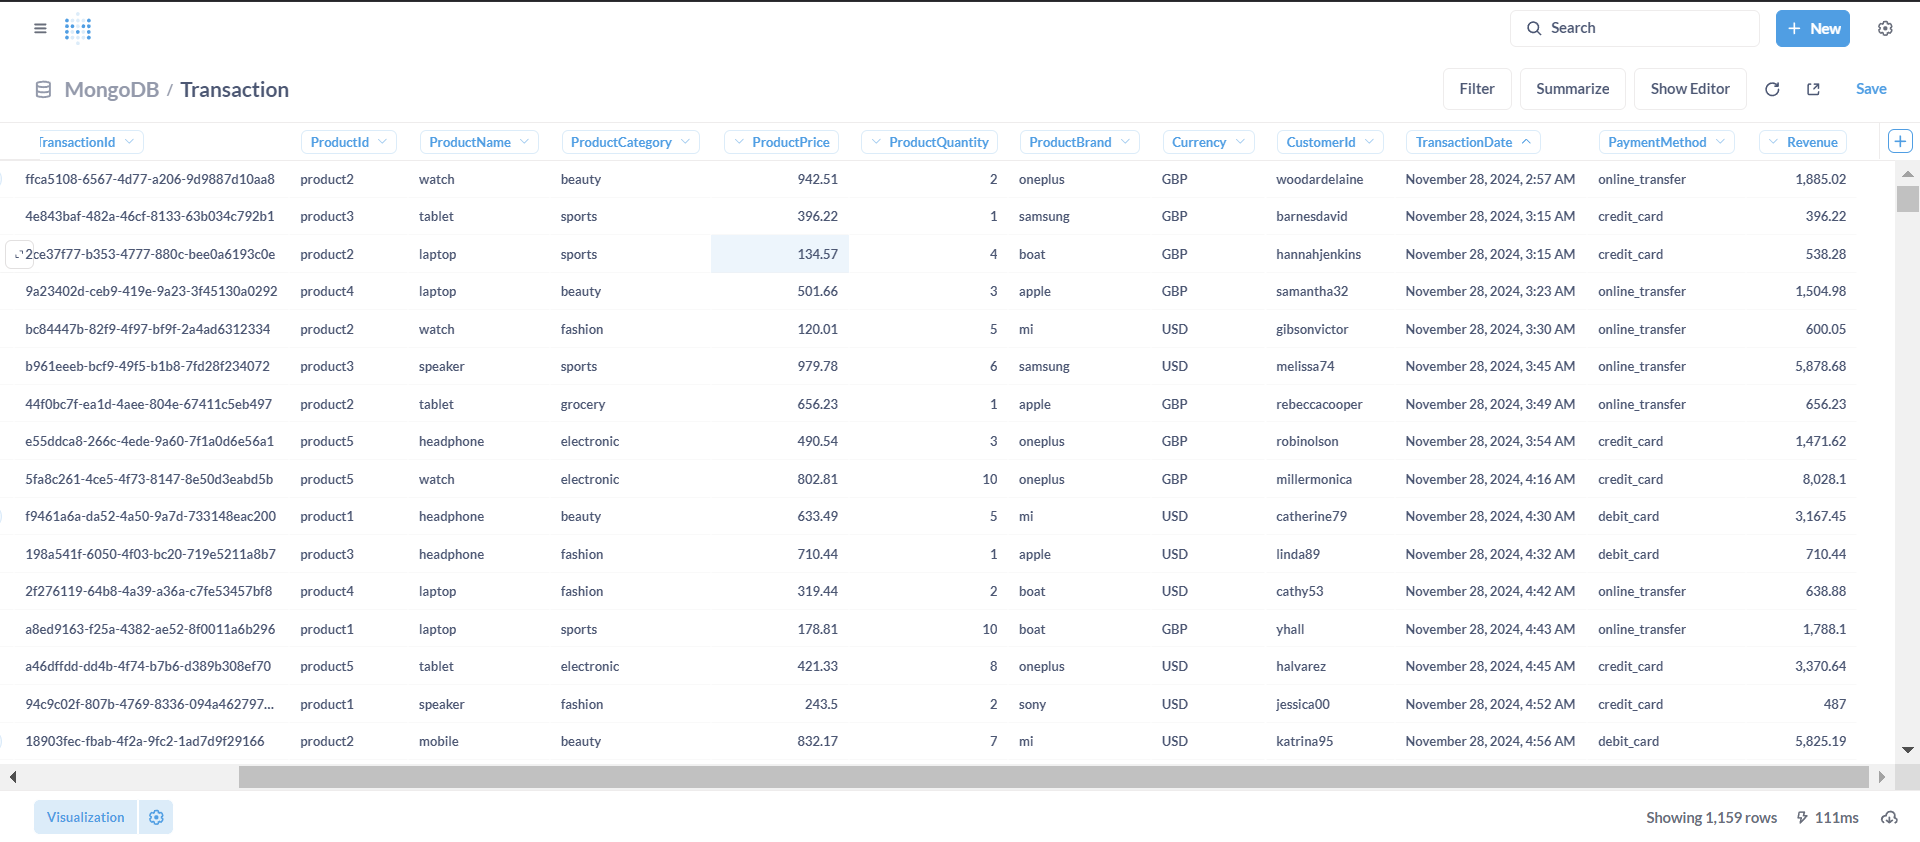 Search
New
MongoDB / Transaction
Filter Summarize Show Editor Save
TransactionId ProductId ProductName ProductCategory ProductPrice ProductQuantity ProductBrand Currency CustomerId TransactionDate PaymentMethod Revenue
ffca5108-6567-4d77-a206-9d9887d10aa8 product2 watch beauty 942.51 2 oneplus GBP woodardelaine November 28, 2024, 2:57 AM online_transfer 1,885.02
4e843baf-482a-46cf-8133-63b034c792b1 product3 tablet sports 396.22 1 samsung GBP barnesdavid November 28, 2024, 3:15 AM credit_card 396.22
2ce37f77-b353-4777-880c-bee0a6193c0e product2 laptop sports 134.57 4 boat GBP hannahjenkins November 28, 2024, 3:15 AM credit_card 538.28
9a23402d-ceb9-419e-9a23-3f45130a0292 product4 laptop beauty 501.66 3 apple GBP samantha32 November 28, 2024, 3:23 AM online_transfer 1,504.98
bc84447b-82f9-4f97-bf9f-2a4ad6312334 product2 watch fashion 120.01 5 mi USD gibsonvictor November 28, 2024, 3:30 AM online_transfer 600.05
b961eeeb-bcf9-49f5-b1b8-7fd28f234072 product3 speaker sports 979.78 6 samsung USD melissa74 November 28, 2024, 3:45 AM online_transfer 5,878.68
44f0bc7f-ea1d-4aee-804e-67411c5eb497 product2 tablet grocery 656.23 1 apple GBP rebeccacooper November 28, 2024, 3:49 AM online_transfer 656.23
e55ddca8-266c-4ede-9a60-7f1a0d6e56a1 product5 headphone electronic 490.54 3 oneplus GBP robinolson November 28, 2024, 3:54 AM credit_card 1,471.62
5fa8c261-4ce5-4f73-8147-8e50d3eabd5b product5 watch electronic 802.81 10 oneplus GBP millermonica November 28, 2024, 4:16 AM credit_card 8,028.1
f9461a6a-da52-4a50-9a7d-733148eac200 product1 headphone beauty 633.49 5 mi USD catherine79 November 28, 2024, 4:30 AM debit_card 3,167.45
198a541f-6050-4f03-bc20-719e5211a8b7 product3 headphone fashion 710.44 1 apple USD linda89 November 28, 2024, 4:32 AM debit_card 710.44
2f276119-64b8-4a39-a36a-c7fe53457bf8 product4 laptop fashion 319.44 2 boat USD cathy53 November 28, 2024, 4:42 AM online_transfer 638.88
a8ed9163-f25a-4382-ae52-8f0011a6b296 product1 laptop sports 178.81 10 boat GBP yhall November 28, 2024, 4:43 AM online_transfer 1,788.1
a46dffdd-dd4b-4f74-b7b6-d389b308ef70 product5 tablet electronic 421.33 8 oneplus USD halvarez November 28, 2024, 4:45 AM credit_card 3,370.64
94c9c02f-807b-4769-8336-094a462797... product1 speaker fashion 243.5 2 sony USD jessica00 November 28, 2024, 4:52 AM credit_card 487
18903fec-fbab-4f2a-9fc2-1ad7d9f29166 product2 mobile beauty 832.17 7 mi USD katrina95 November 28, 2024, 4:56 AM debit_card 5,825.19
Visualization Showing 1,159 rows 111ms